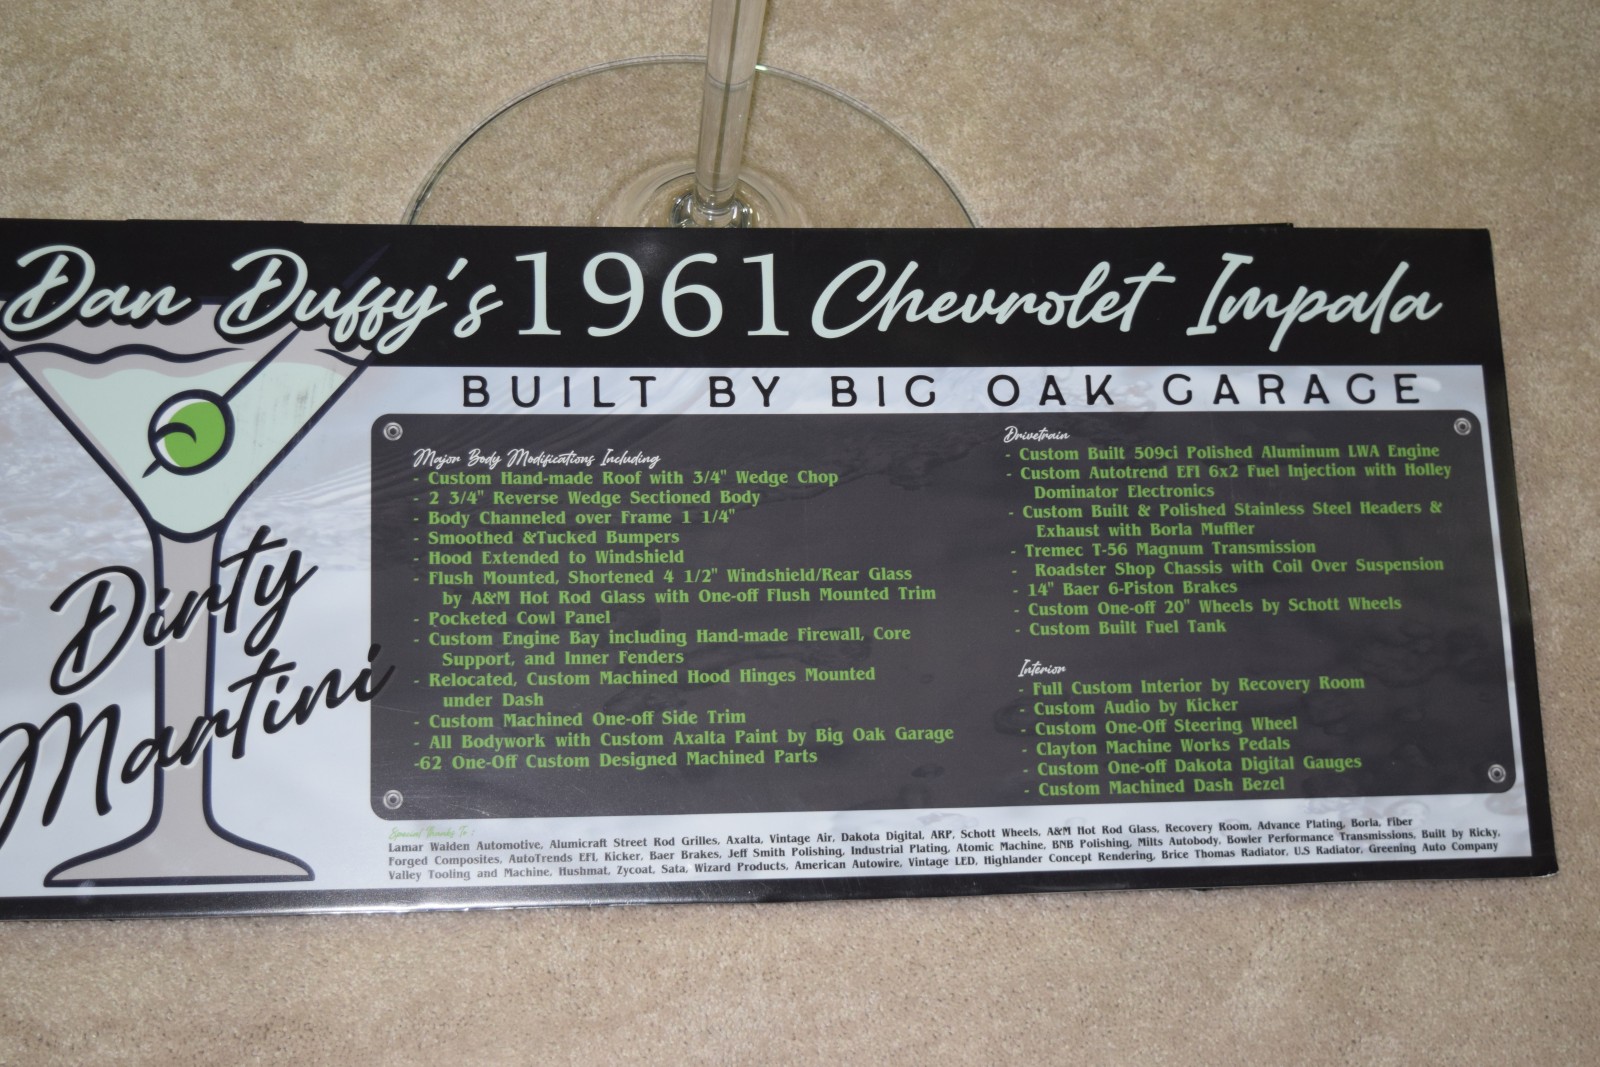 Dan Duffy's 1961 Chevrolet Impala
BUILT BY BIG OAK GARAGE
Dirty
Martini
Major Body Modifications Including
- Custom Hand-made Roof with 3/4" Wedge Chop
- 2 3/4" Reverse Wedge Sectioned Body
- Body Channeled over Frame 1 1/4"
- Smoothed &Tucked Bumpers
- Hood Extended to Windshield
- Flush Mounted, Shortened 4 1/2" Windshield/Rear Glass
by A&M Hot Rod Glass with One-off Flush Mounted Trim
- Pocketed Cowl Panel
- Custom Engine Bay including Hand-made Firewall, Core
Support, and Inner Fenders
- Relocated, Custom Machined Hood Hinges Mounted
under Dash
- Custom Machined One-off Side Trim
- All Bodywork with Custom Axalta Paint by Big Oak Garage
-62 One-Off Custom Designed Machined Parts
Drivetrain
- Custom Built 509ci Polished Aluminum LWA Engine
- Custom Autotrend EFI 6x2 Fuel Injection with Holley
Dominator Electronics
- Custom Built & Polished Stainless Steel Headers &
Exhaust with Borla Muffler
- Tremec T-56 Magnum Transmission
- Roadster Shop Chassis with Coil Over Suspension
- 14" Baer 6-Piston Brakes
- Custom One-off 20" Wheels by Schott Wheels
- Custom Built Fuel Tank
Interior
- Full Custom Interior by Recovery Room
- Custom Audio by Kicker
- Custom One-Off Steering Wheel
- Clayton Machine Works Pedals
- Custom One-off Dakota Digital Gauges
- Custom Machined Dash Bezel
Special Thanks To :
Lamar Walden Automotive, Alumicraft Street Rod Grilles, Axalta, Vintage Air, Dakota Digital, ARP, Schott Wheels, A&M Hot Rod Glass, Recovery Room, Advance Plating, Borla, Fiber
Forged Composites, AutoTrends EFI, Kicker, Baer Brakes, Jeff Smith Polishing, Industrial Plating, Atomic Machine, BNB Polishing, Milts Autobody, Bowler Performance Transmissions, Built by Ricky,
Valley Tooling and Machine, Hushmat, Zycoat, Sata, Wizard Products, American Autowire, Vintage LED, Highlander Concept Rendering, Brice Thomas Radiator, U.S Radiator, Greening Auto Company